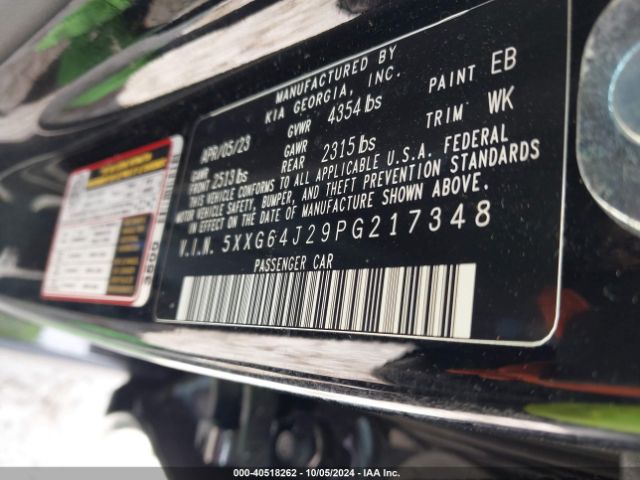 MANUFACTURED BY
KIA GEORGIA, INC.
APR/05/23 GVWR 4354 lbs PAINT EB
GAWR FRONT 2513 lbs GAWR REAR 2315 lbs TRIM WK
THIS VEHICLE CONFORMS TO ALL APPLICABLE U.S.A. FEDERAL
MOTOR VEHICLE SAFETY, BUMPER, AND THEFT PREVENTION STANDARDS
IN EFFECT ON THE DATE OF MANUFACTURE SHOWN ABOVE.
V.I.N. 5XXG64J29PG217348
PASSENGER CAR
000-40518262 - 10/05/2024 - IAA Inc.